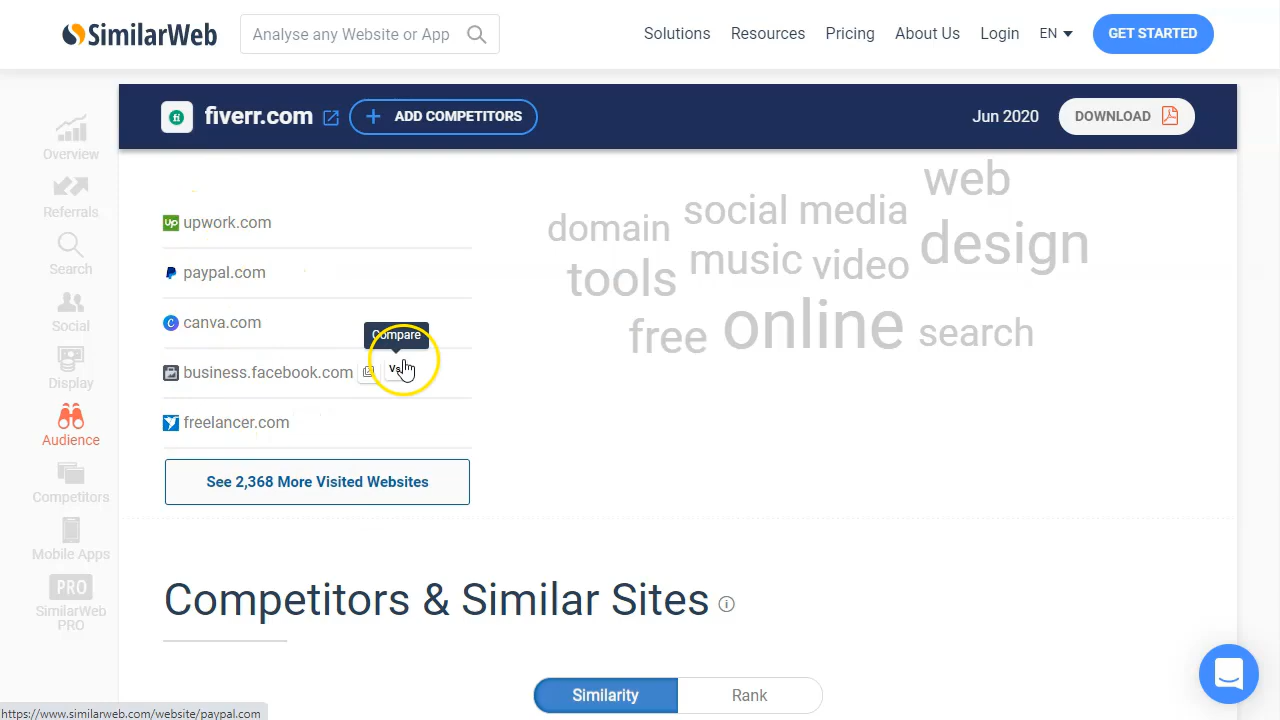 SimilarWeb
Analyse any Website or App
Solutions
Resources
Pricing
About Us
Login
EN
GET STARTED
fiverr.com
+ ADD COMPETITORS
Jun 2020
DOWNLOAD
Overview
Referrals
Search
Social
Display
Audience
Competitors
Mobile Apps
PRO
SimilarWeb
PRO
Up upwork.com
paypal.com
C canva.com
Compare
business.facebook.com
freelancer.com
See 2,368 More Visited Websites
web
domain social media
design
music video
tools
free online search
Competitors & Similar Sites
Similarity
Rank
https://www.similarweb.com/website/paypal.com